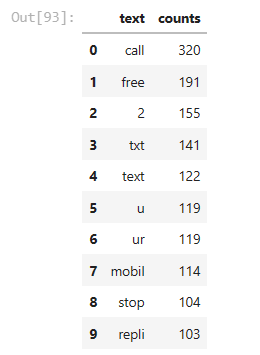 Out[93]:
text counts
0 call 320
1 free 191
2 2 155
3 txt 141
4 text 122
5 u 119
6 ur 119
7 mobil 114
8 stop 104
9 repli 103